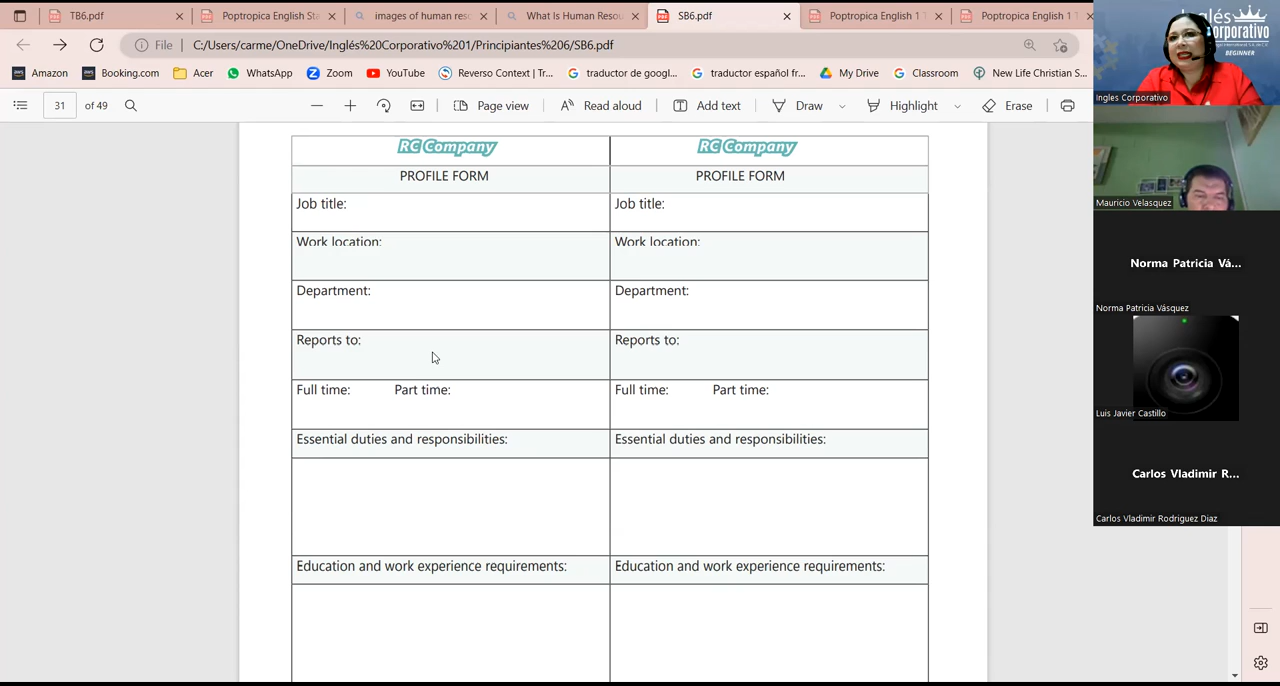 TB6.pdf
Poptropica English Sta
images of human res
What Is Human Resou
SB6.pdf
Poptropica English 1 T
Poptropica English 1 T
File
C:/Users/carme/OneDrive/Inglés%20Corporativo%201/Principiantes%206/SB6.pdf
Amazon
Booking.com
Acer
WhatsApp
Zoom
YouTube
Reverso Context | Tr...
traductor de googl...
traductor español fr...
My Drive
Classroom
New Life Christian S...
31 of 49
Page view
Read aloud
Add text
Draw
Highlight
Erase
RC Company RC Company
PROFILE FORM PROFILE FORM
Job title: Job title:
Work location: Work location:
Department: Department:
Reports to: Reports to:
Full time: Part time: Full time: Part time:
Essential duties and responsibilities: Essential duties and responsibilities:
Education and work experience requirements: Education and work experience requirements:
Inglés
BEGINNER
Ingles Corporativo
Mauricio Velasquez
Norma Patricia Vá...
Norma Patricia Vásquez
Luis Javier Castillo
Carlos Vladimir R...
Carlos Vladimir Rodriguez Diaz